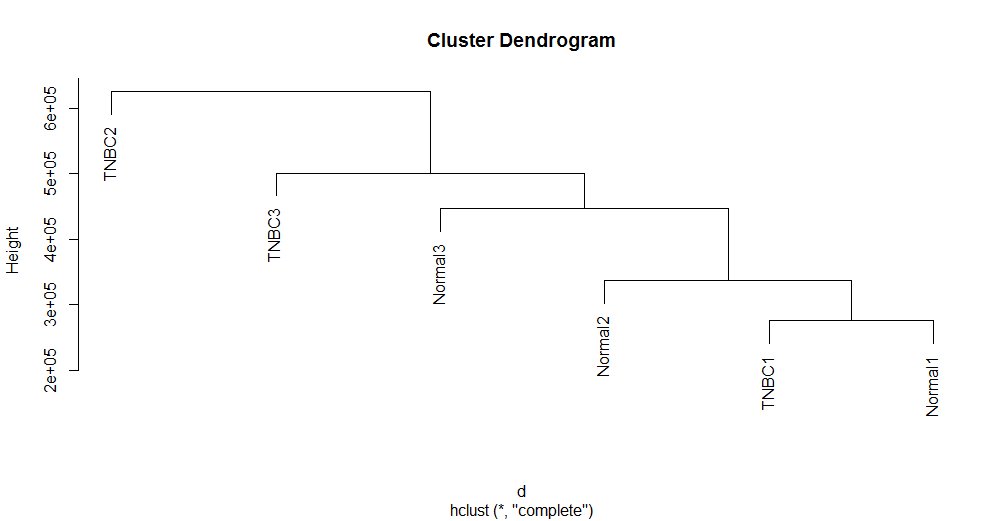 Cluster Dendrogram
Height
6e+05
5e+05
4e+05
3e+05
2e+05
TNBC2
TNBC3
Normal3
Normal2
TNBC1
Normal1
d
hclust (*, "complete")